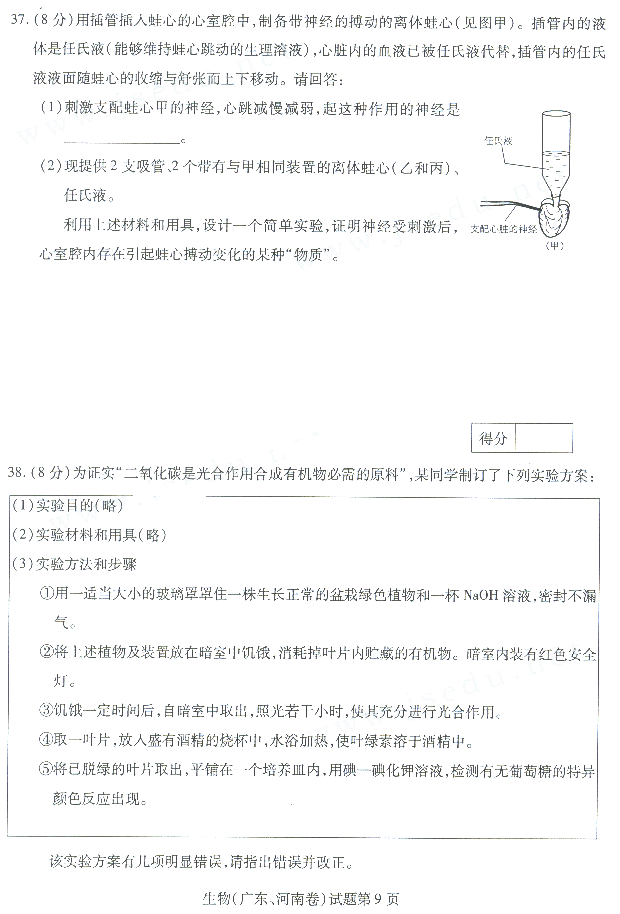 37.(8分)用插管插入蛙心的心室腔中,制备带神经的搏动的离体蛙心(见图甲)。插管内的液
体是任氏液(能够维持蛙心跳动的生理溶液),心脏内的血液已被任氏液代替,插管内的任氏
液液面随蛙心的收缩与舒张而上下移动。请回答:
(1)刺激支配蛙心甲的神经,心跳减慢减弱,起这种作用的神经是
。
(2)现提供2支吸管、2个带有与甲相同装置的离体蛙心(乙和丙)、
任氏液。
利用上述材料和用具,设计一个简单实验,证明神经受刺激后,
心室腔内存在引起蛙心搏动变化的某种“物质”。
任氏液
支配心脏的神经
(甲)
得分
38.(8分)为证实“二氧化碳是光合作用合成有机物必需的原料”,某同学制订了下列实验方案:
(1)实验目的(略)
(2)实验材料和用具(略)
(3)实验方法和步骤
①用一适当大小的玻璃罩罩住一株生长正常的盆栽绿色植物和一杯NaOH溶液,密封不漏
气。
②将上述植物及装置放在暗室中饥饿,消耗掉叶片内贮藏的有机物。暗室内装有红色安全
灯。
③饥饿一定时间后,自暗室中取出,照光若干小时,使其充分进行光合作用。
④取一叶片,放入盛有酒精的烧杯中,水浴加热,使叶绿素溶于酒精中。
⑤将已脱绿的叶片取出,平铺在一个培养皿内,用碘—碘化钾溶液,检测有无葡萄糖的特异
颜色反应出现。
该实验方案有几项明显错误,请指出错误并改正。
生物(广东、河南卷)试题第9页